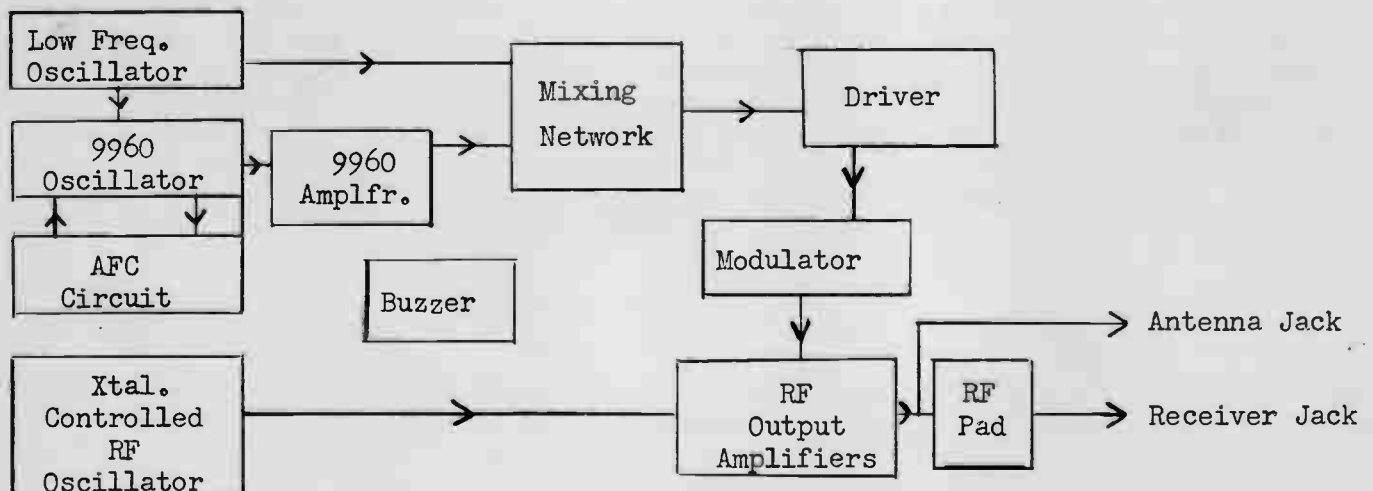 Low Freq.
Oscillator
9960
Oscillator
AFC
Circuit
9960
Amplfr.
Mixing
Network
Driver
Modulator
Buzzer
Xtal.
Controlled
RF
Oscillator
RF
Output
Amplifiers
RF
Pad
Antenna Jack
Receiver Jack